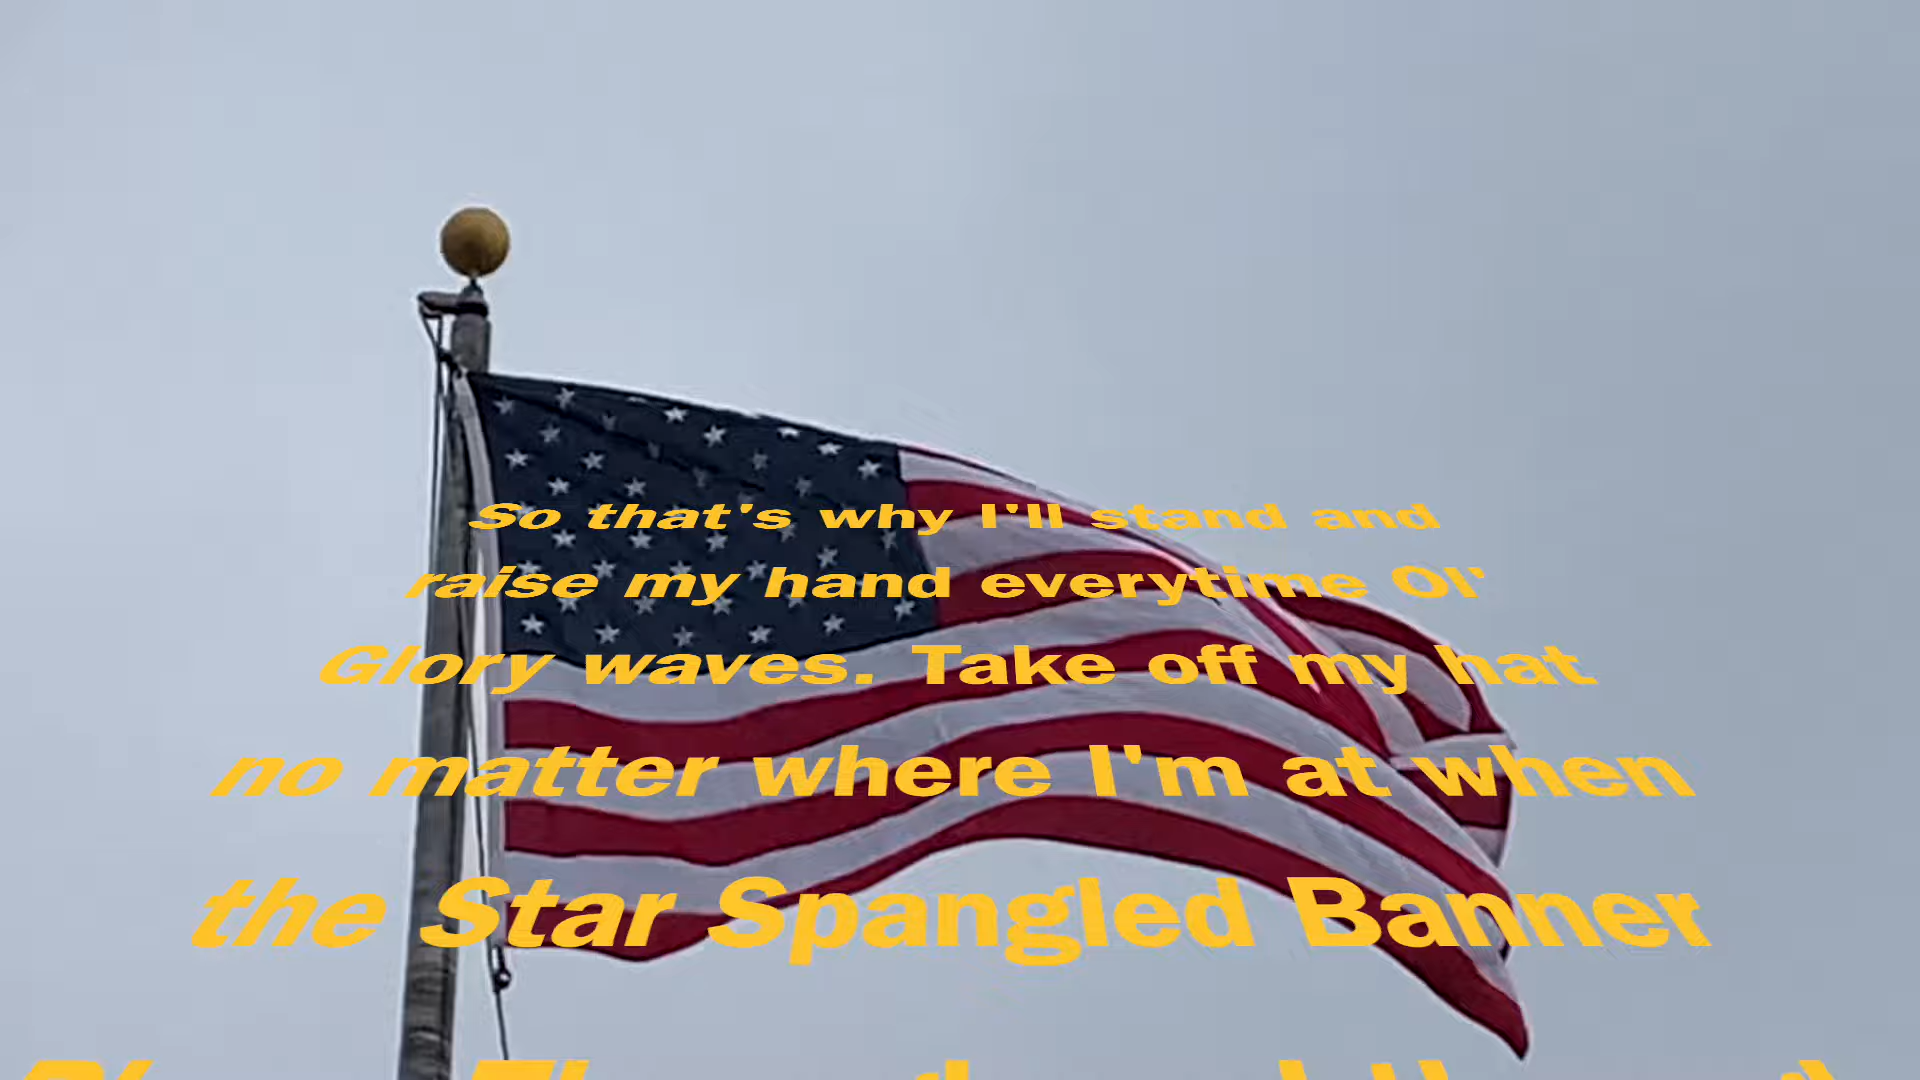 So that's why I'll stand and
raise my hand everytime Ol'
Glory waves. Take off my hat
no matter where I'm at when
the Star Spangled Banner